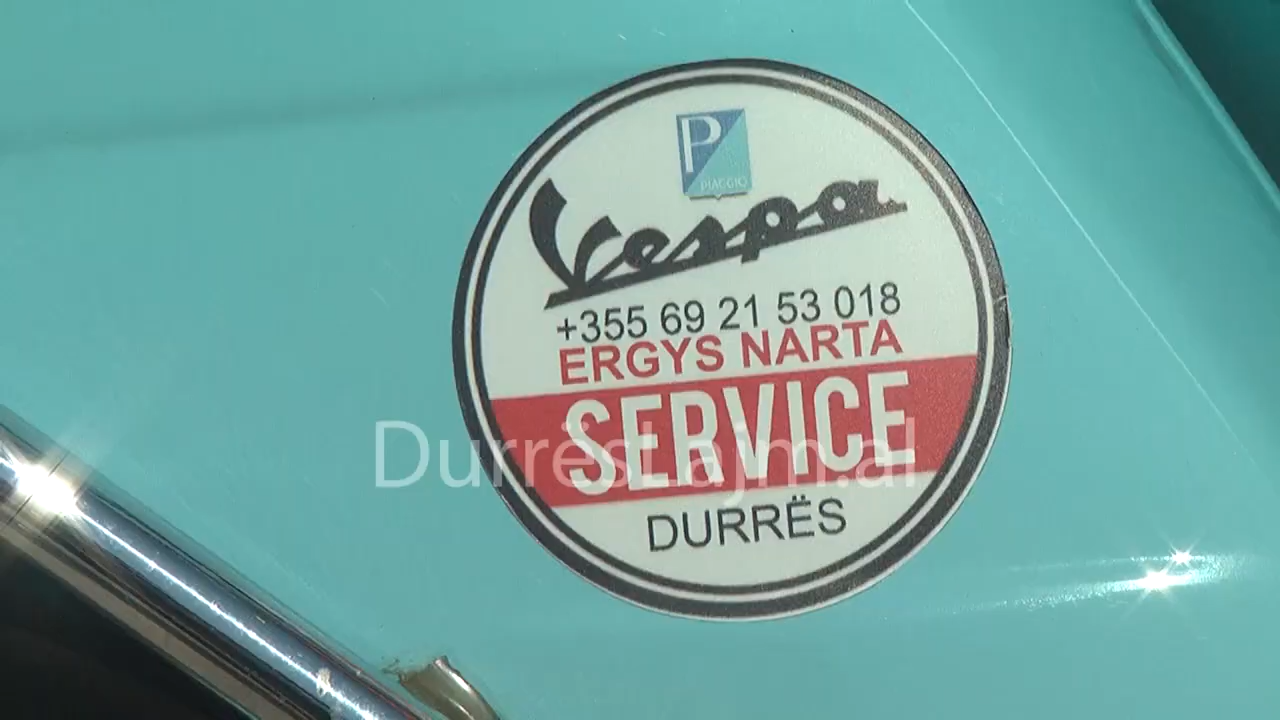 P
PIAGGIO
Vespa
+355 69 21 53 018
ERGYS NARTA
SERVICE
DurrësLajm.al
DURRËS